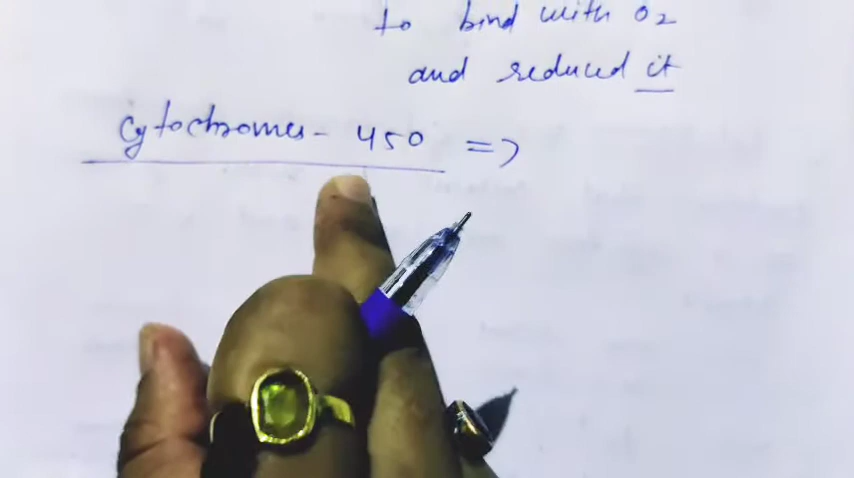 to bind with O2
and reduced it
Cytochromes - 450 =>